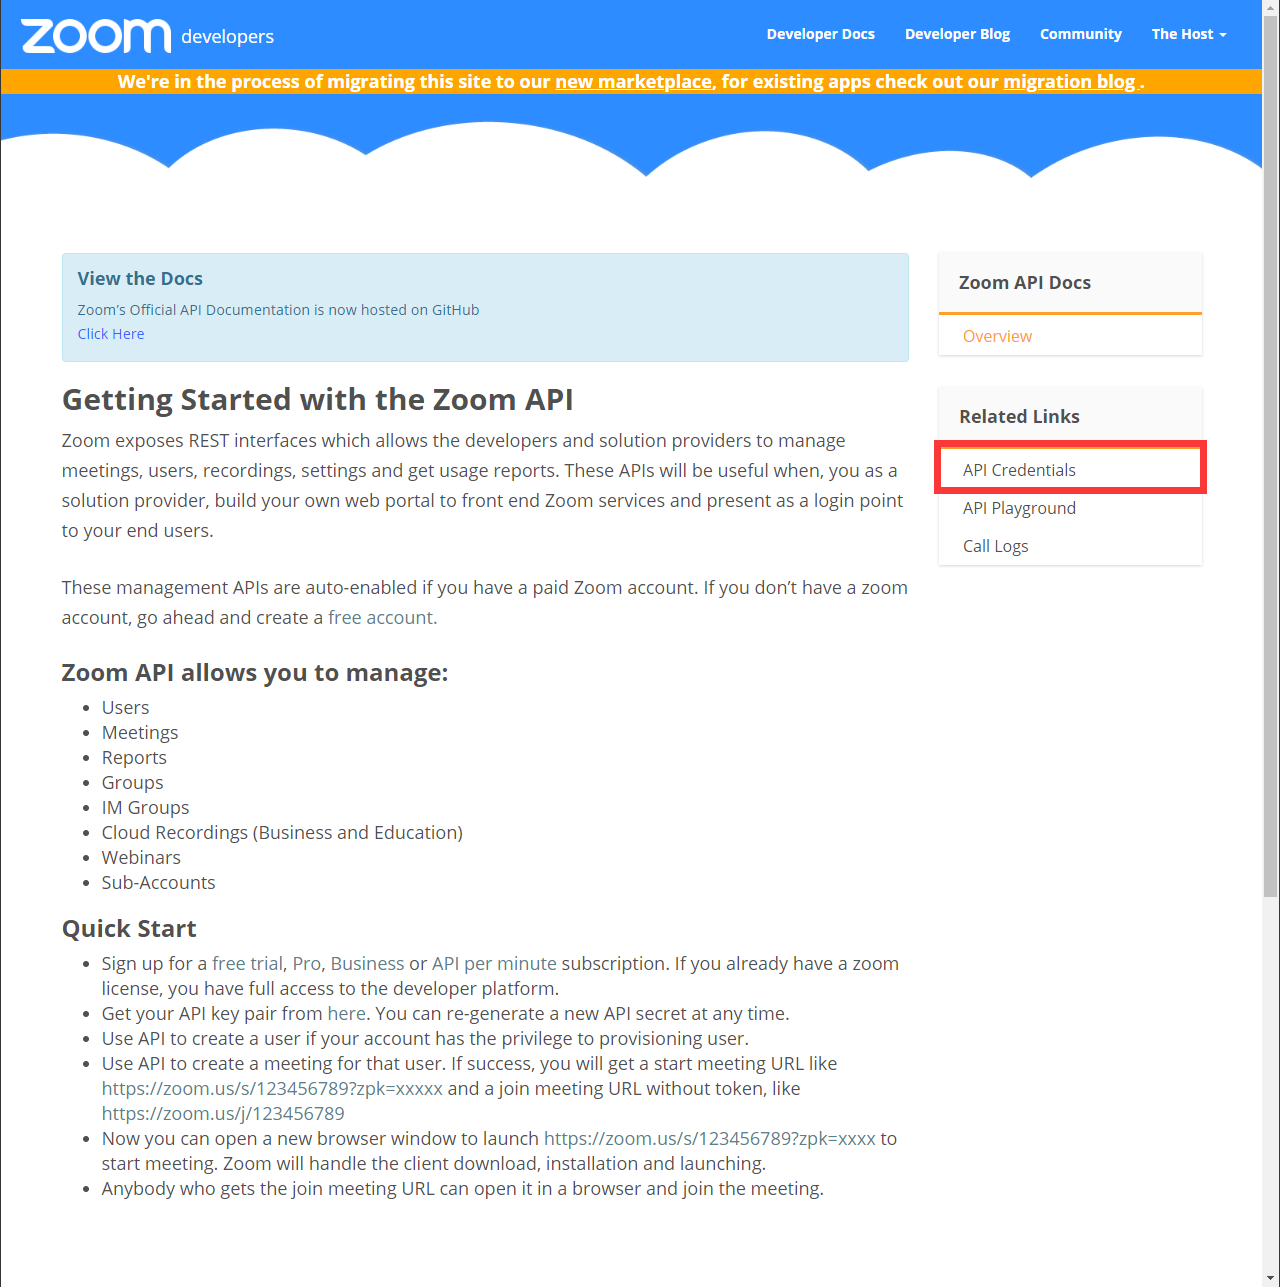 zoom developers
Developer Docs
Developer Blog
Community
The Host
We're in the process of migrating this site to our new marketplace, for existing apps check out our migration blog .
View the Docs
Zoom’s Official API Documentation is now hosted on GitHub
Click Here
Getting Started with the Zoom API
Zoom exposes REST interfaces which allows the developers and solution providers to manage
meetings, users, recordings, settings and get usage reports. These APIs will be useful when, you as a
solution provider, build your own web portal to front end Zoom services and present as a login point
to your end users.
These management APIs are auto-enabled if you have a paid Zoom account. If you don’t have a zoom
account, go ahead and create a free account.
Zoom API allows you to manage:
• Users
• Meetings
• Reports
• Groups
• IM Groups
• Cloud Recordings (Business and Education)
• Webinars
• Sub-Accounts
Quick Start
• Sign up for a free trial, Pro, Business or API per minute subscription. If you already have a zoom
license, you have full access to the developer platform.
• Get your API key pair from here. You can re-generate a new API secret at any time.
• Use API to create a user if your account has the privilege to provisioning user.
• Use API to create a meeting for that user. If success, you will get a start meeting URL like
https://zoom.us/s/123456789?zpk=xxxxx and a join meeting URL without token, like
https://zoom.us/j/123456789
• Now you can open a new browser window to launch https://zoom.us/s/123456789?zpk=xxxx to
start meeting. Zoom will handle the client download, installation and launching.
• Anybody who gets the join meeting URL can open it in a browser and join the meeting.
Zoom API Docs
Overview
Related Links
API Credentials
API Playground
Call Logs